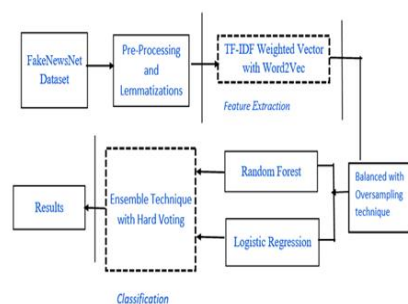 FakeNewsNet
Dataset
Pre-Processing
and
Lemmatizations
TF-IDF Weighted Vector
with Word2Vec
Feature Extraction
Balanced with
Oversampling
technique
Random Forest
Logistic Regression
Ensemble Technique
with Hard Voting
Results
Classification